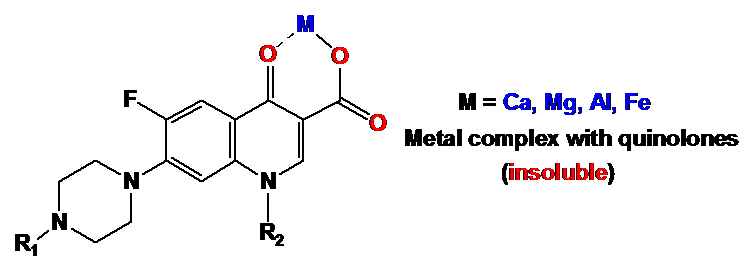 M
O
O
F
O
M = Ca, Mg, Al, Fe
Metal complex with quinolones
(insoluble)
N
N
N
R1
R2